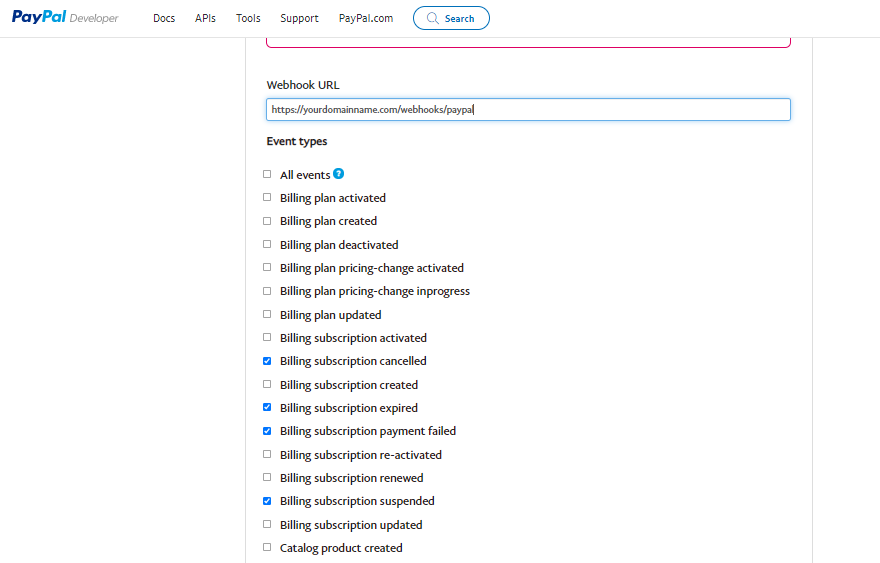 PayPal Developer
Docs APIs Tools Support PayPal.com Search
Webhook URL
https://yourdomainname.com/webhooks/paypal
Event types
All events ?
Billing plan activated
Billing plan created
Billing plan deactivated
Billing plan pricing-change activated
Billing plan pricing-change inprogress
Billing plan updated
Billing subscription activated
Billing subscription cancelled
Billing subscription created
Billing subscription expired
Billing subscription payment failed
Billing subscription re-activated
Billing subscription renewed
Billing subscription suspended
Billing subscription updated
Catalog product created